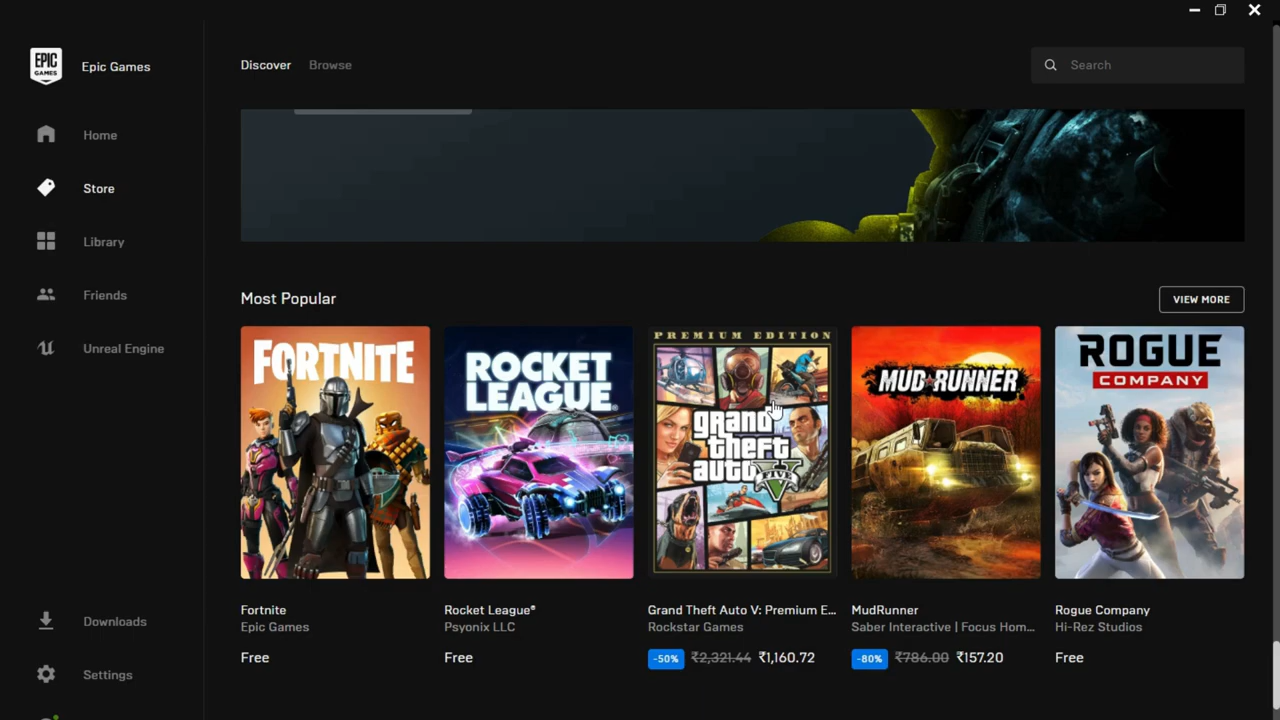 EPIC
GAMES
Epic Games
Discover
Browse
Search
Home
Store
Library
Friends
Unreal Engine
Downloads
Settings
Most Popular
VIEW MORE
FORTNITE
ROCKET
LEAGUE
PREMIUM EDITION
grand
theft
auto
FIVE
MUDRUNNER
ROGUE
COMPANY
Fortnite
Epic Games
Free
Rocket League®
Psyonix LLC
Free
Grand Theft Auto V: Premium E...
Rockstar Games
-50% ₹2,321.44 ₹1,160.72
MudRunner
Saber Interactive | Focus Hom...
-80% ₹786.00 ₹157.20
Rogue Company
Hi-Rez Studios
Free